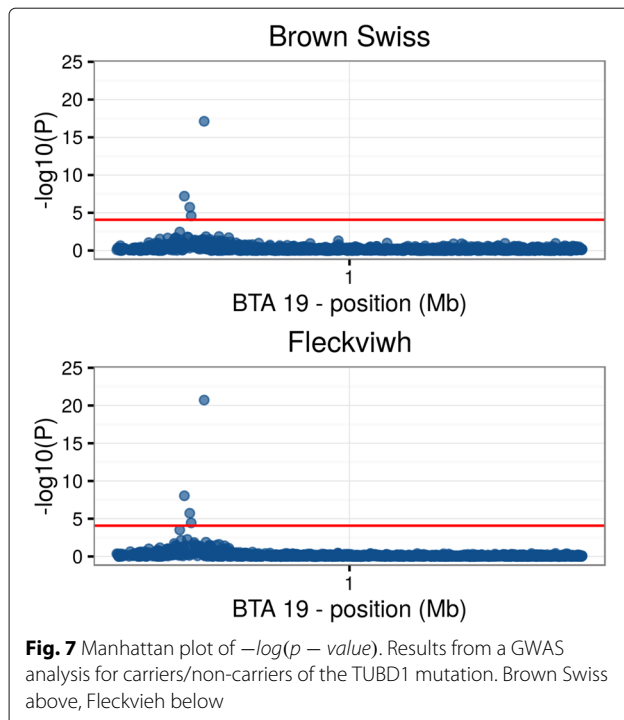 Brown Swiss
25
20
15
10
5
0
-log10(P)
1
BTA 19 - position (Mb)
Fleckviwh
25
20
15
10
5
0
-log10(P)
1
BTA 19 - position (Mb)
Fig. 7 Manhattan plot of −log(p − value). Results from a GWAS
analysis for carriers/non-carriers of the TUBD1 mutation. Brown Swiss
above, Fleckvieh below